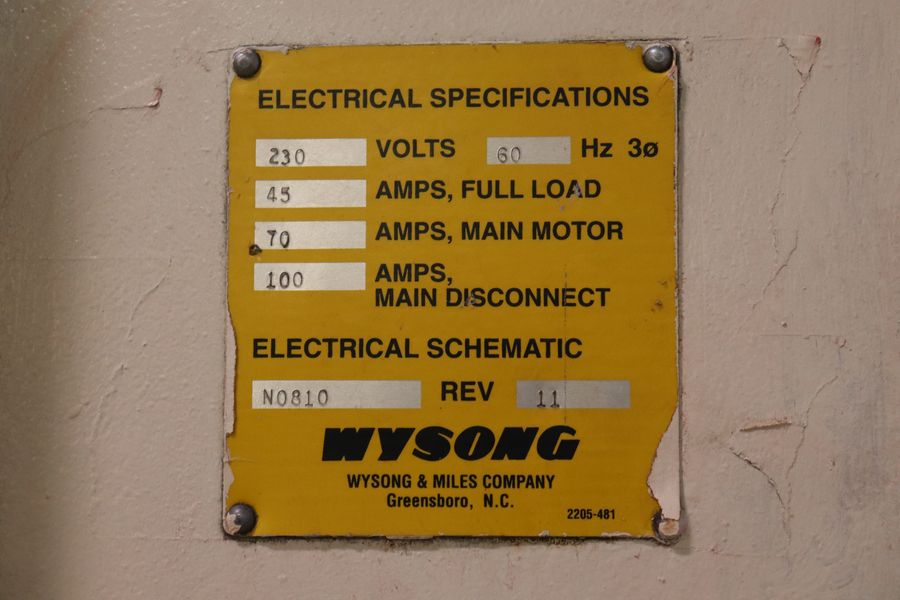 ELECTRICAL SPECIFICATIONS
230 VOLTS 60 Hz 3ø
45 AMPS, FULL LOAD
70 AMPS, MAIN MOTOR
100 AMPS,
MAIN DISCONNECT
ELECTRICAL SCHEMATIC
N0810 REV 11
WYSONG
WYSONG & MILES COMPANY
Greensboro, N.C.
2205-481